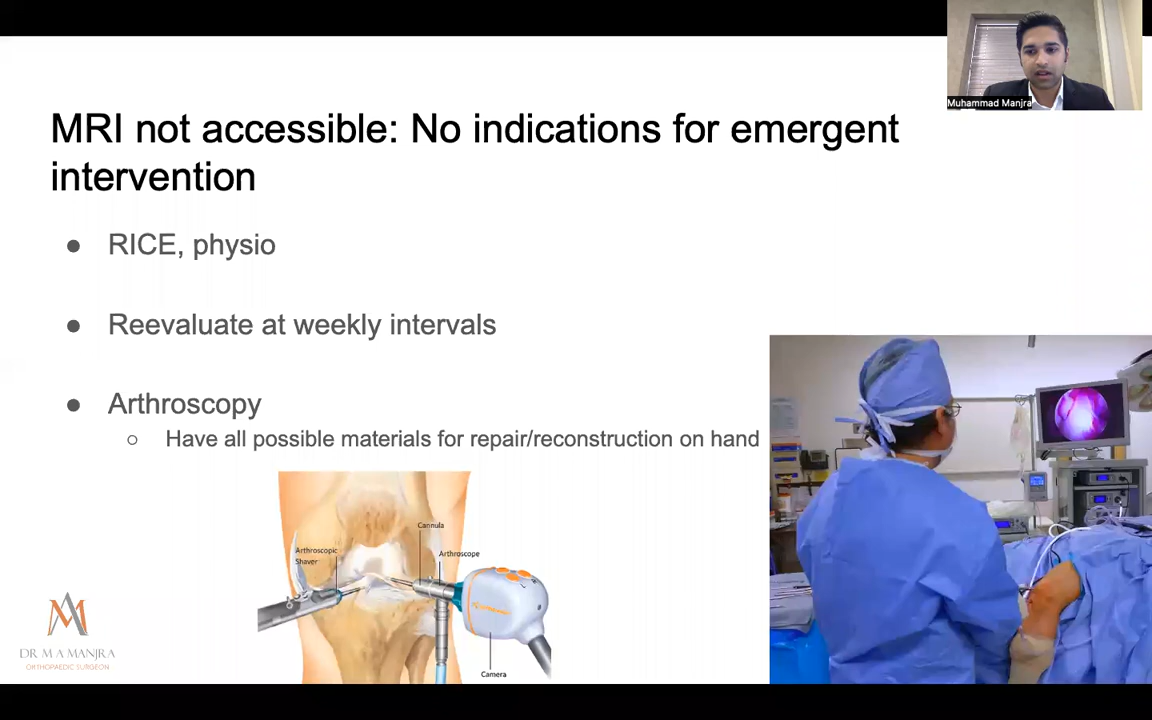 Muhammad Manjra
MRI not accessible: No indications for emergent
intervention
● RICE, physio
● Reevaluate at weekly intervals
● Arthroscopy
○ Have all possible materials for repair/reconstruction on hand
Cannula
Arthroscopic
Shaver
Arthroscope
Camera
DR M A MANJRA
ORTHOPAEDIC SURGEON